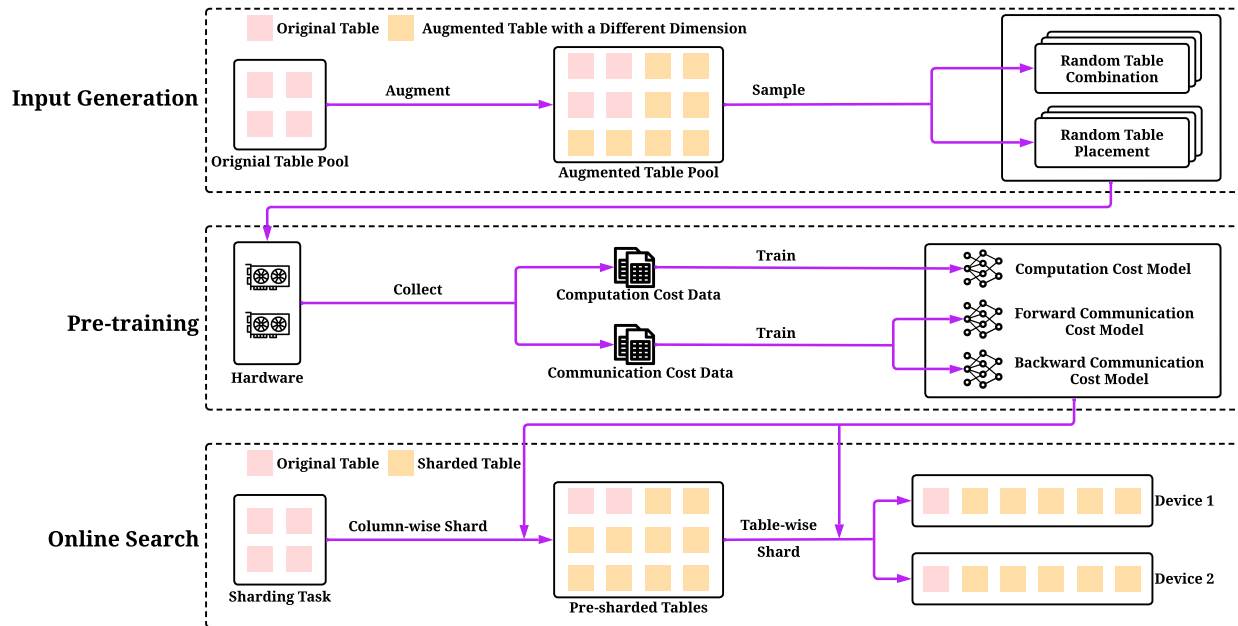 Original Table
Augmented Table with a Different Dimension
Input Generation
Augment
Sample
Random Table
Combination
Random Table
Placement
Orignial Table Pool
Augmented Table Pool
Pre-training
Collect
Train
Computation Cost Model
Computation Cost Data
Forward Communication
Cost Model
Train
Backward Communication
Cost Model
Communication Cost Data
Hardware
Original Table
Sharded Table
Online Search
Column-wise Shard
Table-wise
Shard
Device 1
Device 2
Sharding Task
Pre-sharded Tables